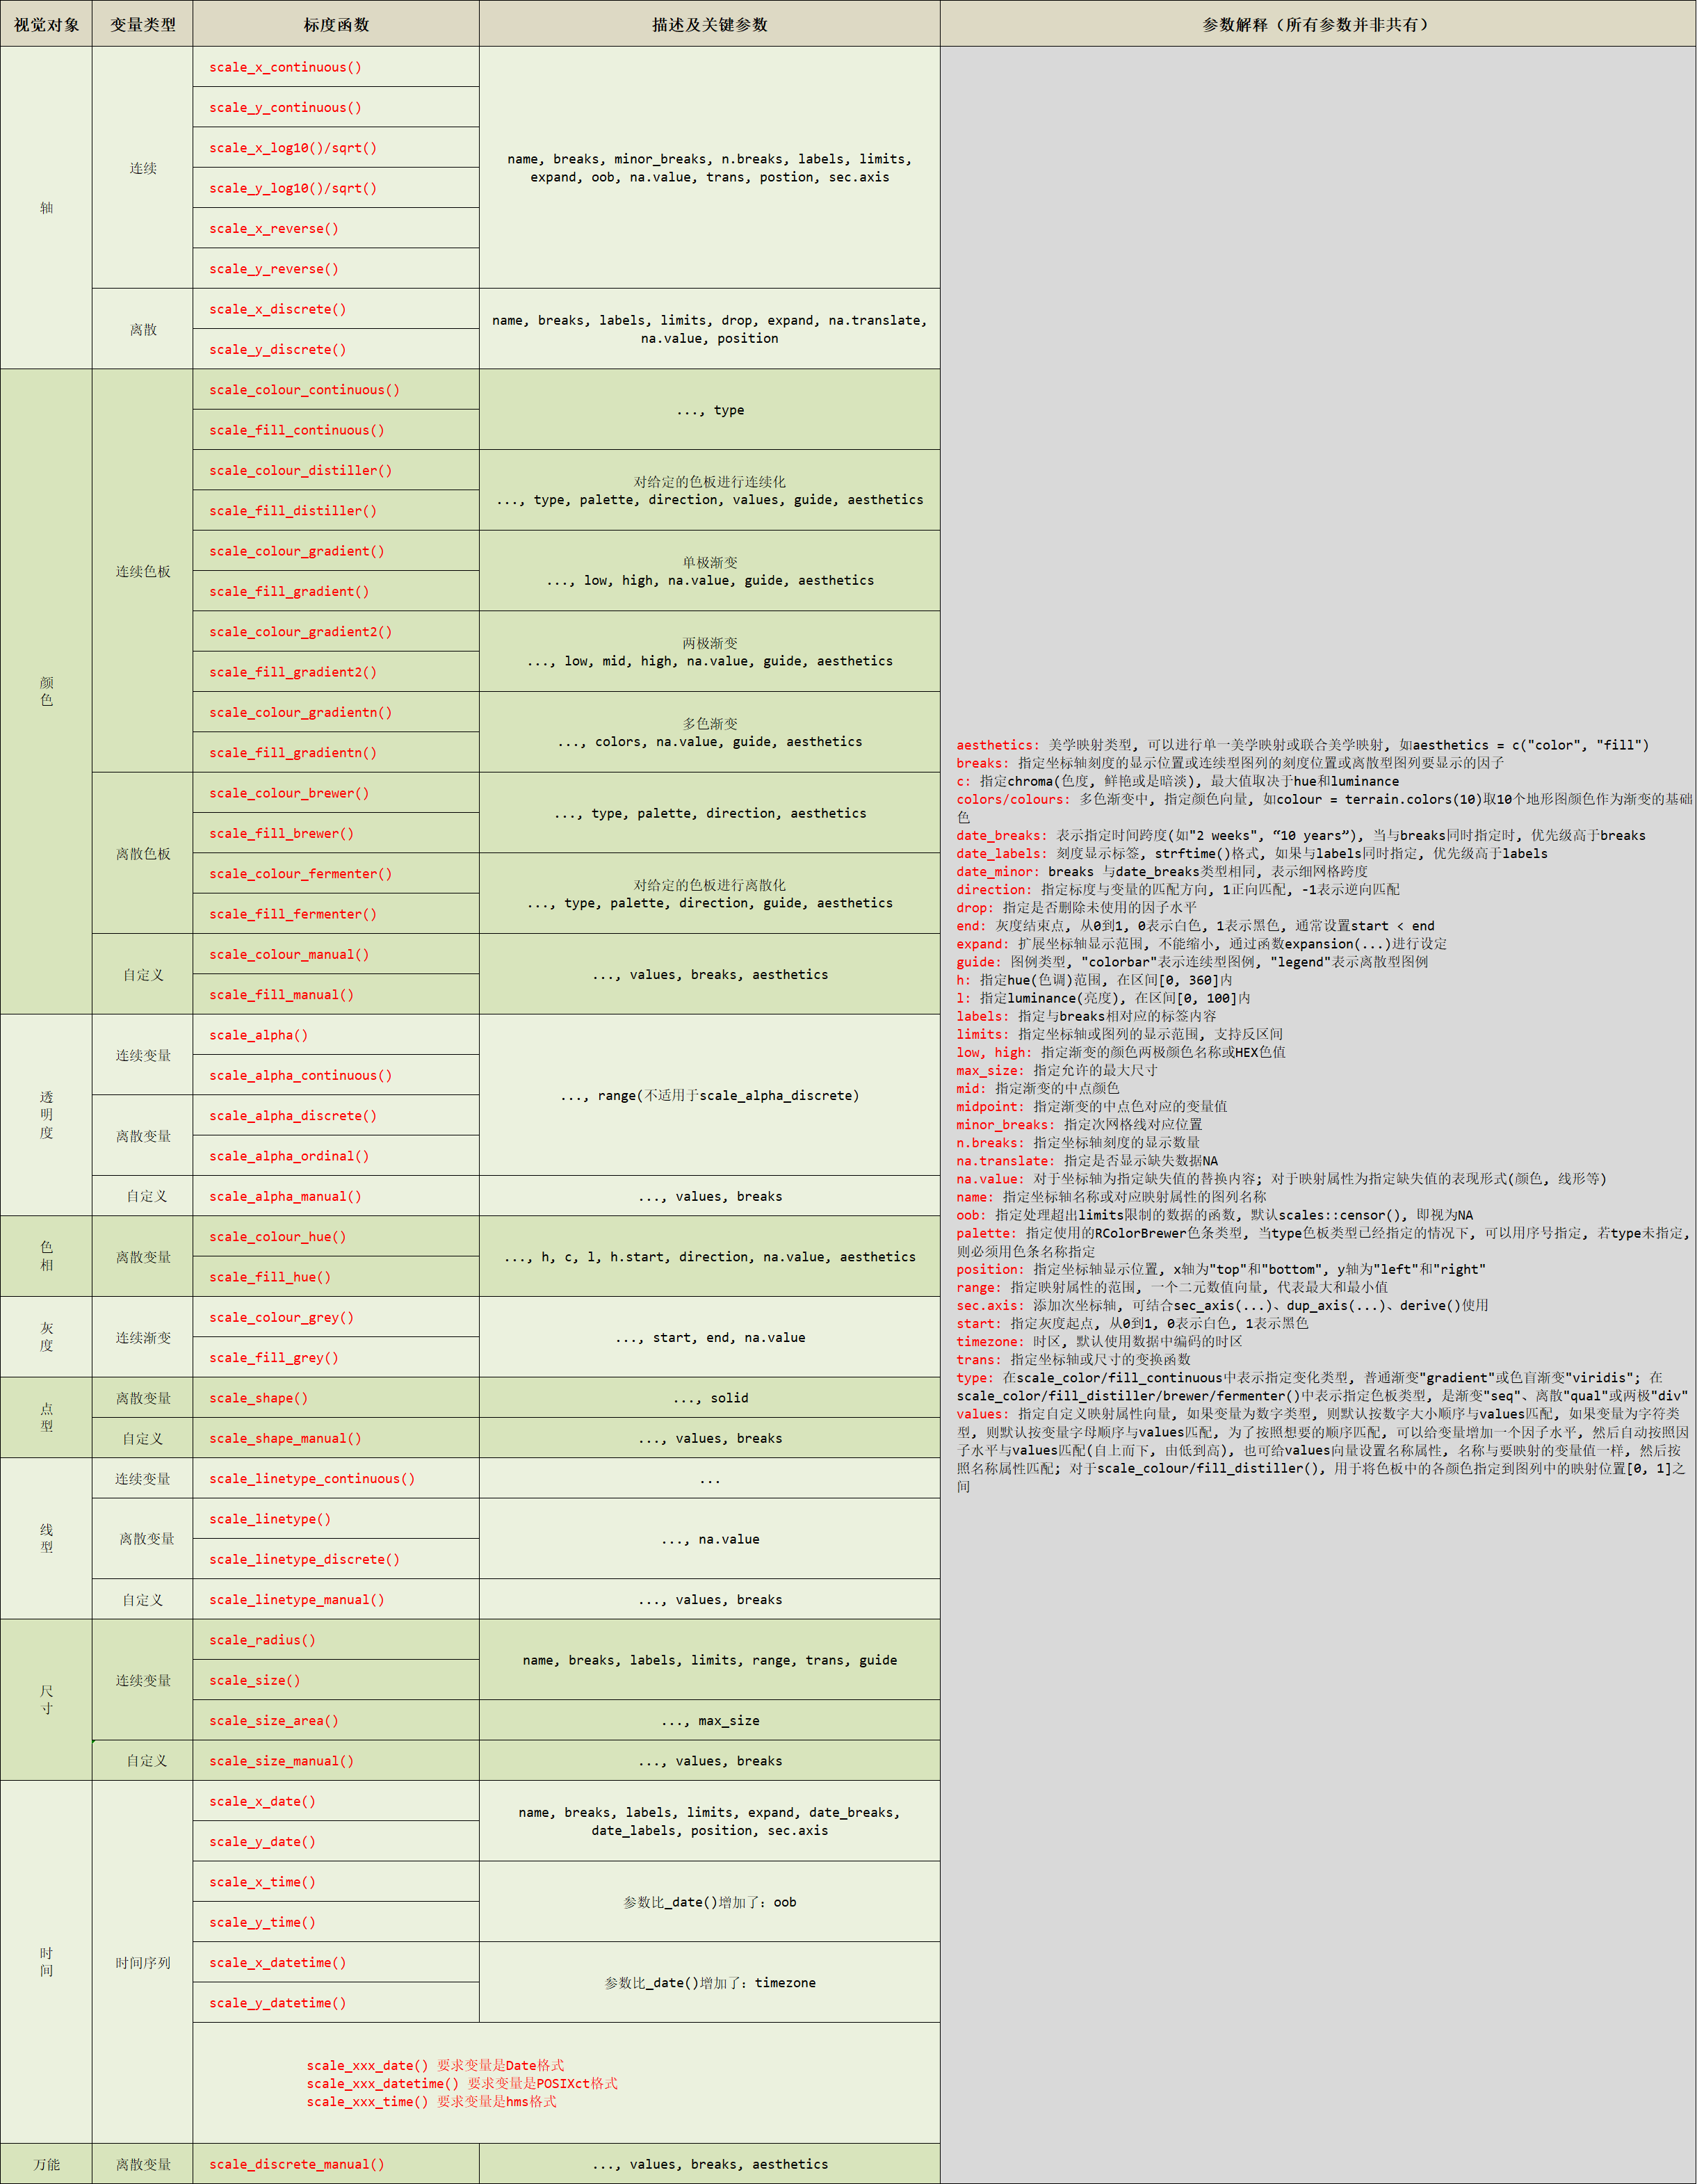 视觉对象
变量类型
标度函数
描述及关键参数
参数解释（所有参数并非共有）
轴
连续
scale_x_continuous()
scale_y_continuous()
scale_x_log10()/sqrt()
scale_y_log10()/sqrt()
scale_x_reverse()
scale_y_reverse()
name, breaks, minor_breaks, n.breaks, labels, limits,
expand, oob, na.value, trans, postion, sec.axis
离散
scale_x_discrete()
scale_y_discrete()
name, breaks, labels, limits, drop, expand, na.translate,
na.value, position
颜
色
连续色板
scale_colour_continuous()
scale_fill_continuous()
..., type
scale_colour_distiller()
scale_fill_distiller()
对给定的色板进行连续化
..., type, palette, direction, values, guide, aesthetics
scale_colour_gradient()
scale_fill_gradient()
单极渐变
..., low, high, na.value, guide, aesthetics
scale_colour_gradient2()
scale_fill_gradient2()
两极渐变
..., low, mid, high, na.value, guide, aesthetics
scale_colour_gradientn()
scale_fill_gradientn()
多色渐变
..., colors, na.value, guide, aesthetics
离散色板
scale_colour_brewer()
scale_fill_brewer()
..., type, palette, direction, aesthetics
scale_colour_fermenter()
scale_fill_fermenter()
对给定的色板进行离散化
..., type, palette, direction, guide, aesthetics
自定义
scale_colour_manual()
scale_fill_manual()
..., values, breaks, aesthetics
透
明
度
连续变量
scale_alpha()
scale_alpha_continuous()
离散变量
scale_alpha_discrete()
scale_alpha_ordinal()
..., range(不适用于scale_alpha_discrete)
自定义
scale_alpha_manual()
..., values, breaks
色
相
离散变量
scale_colour_hue()
scale_fill_hue()
..., h, c, l, h.start, direction, na.value, aesthetics
灰
度
连续渐变
scale_colour_grey()
scale_fill_grey()
..., start, end, na.value
点
型
离散变量
scale_shape()
..., solid
自定义
scale_shape_manual()
..., values, breaks
线
型
连续变量
scale_linetype_continuous()
...
离散变量
scale_linetype()
scale_linetype_discrete()
..., na.value
自定义
scale_linetype_manual()
..., values, breaks
尺
寸
连续变量
scale_radius()
scale_size()
name, breaks, labels, limits, range, trans, guide
scale_size_area()
..., max_size
自定义
scale_size_manual()
..., values, breaks
时
间
时间序列
scale_x_date()
scale_y_date()
name, breaks, labels, limits, expand, date_breaks,
date_labels, position, sec.axis
scale_x_time()
scale_y_time()
参数比_date()增加了: oob
scale_x_datetime()
scale_y_datetime()
参数比_date()增加了: timezone
scale_xxx_date() 要求变量是Date格式
scale_xxx_datetime() 要求变量是POSIXct格式
scale_xxx_time() 要求变量是hms格式
万能
离散变量
scale_discrete_manual()
..., values, breaks, aesthetics
aesthetics: 美学映射类型, 可以进行单一美学映射或联合美学映射, 如aesthetics = c("color", "fill")
breaks: 指定坐标轴刻度的显示位置或连续型图列的刻度位置或离散型图列要显示的因子
c: 指定chroma(色度, 鲜艳或是暗淡), 最大值取决于hue和luminance
colors/colours: 多色渐变中, 指定颜色向量, 如colour = terrain.colors(10)取10个地形图颜色作为渐变的基础
色
date_breaks: 表示指定时间跨度(如"2 weeks", “10 years”), 当与breaks同时指定时, 优先级高于breaks
date_labels: 刻度显示标签, strftime()格式, 如果与labels同时指定, 优先级高于labels
date_minor: breaks 与date_breaks类型相同, 表示细网格跨度
direction: 指定标度与变量的匹配方向, 1正向匹配, -1表示逆向匹配
drop: 指定是否删除未使用的因子水平
end: 灰度结束点, 从0到1, 0表示白色, 1表示黑色, 通常设置start < end
expand: 扩展坐标轴显示范围, 不能缩小, 通过函数expansion(...)进行设定
guide: 图例类型, "colorbar"表示连续型图例, "legend"表示离散型图例
h: 指定hue(色调)范围, 在区间[0, 360]内
l: 指定luminance(亮度), 在区间[0, 100]内
labels: 指定与breaks相对应的标签内容
limits: 指定坐标轴或图列的显示范围, 支持反区间
low, high: 指定渐变的颜色两极颜色名称或HEX色值
max_size: 指定允许的最大尺寸
mid: 指定渐变的中点颜色
midpoint: 指定渐变的中点色对应的变量值
minor_breaks: 指定次网格线对应位置
n.breaks: 指定坐标轴刻度的显示数量
na.translate: 指定是否显示缺失数据NA
na.value: 对于坐标轴为指定缺失值的替换内容; 对于映射属性为指定缺失值的表现形式(颜色, 线形等)
name: 指定坐标轴名称或对应映射属性的图列名称
oob: 指定处理超出limits限制的数据的函数, 默认scales::censor(), 即视为NA
palette: 指定使用的RColorBrewer色条类型, 当type色板类型已经指定的情况下, 可以用序号指定, 若type未指定,
则必须用色条名称指定
position: 指定坐标轴显示位置, x轴为"top"和"bottom", y轴为"left"和"right"
range: 指定映射属性的范围, 一个二元数值向量, 代表最大和最小值
sec.axis: 添加次坐标轴, 可结合sec_axis(...)、dup_axis(...)、derive()使用
start: 指定灰度起点, 从0到1, 0表示白色, 1表示黑色
timezone: 时区, 默认使用数据中编码的时区
trans: 指定坐标轴或尺寸的变换函数
type: 在scale_color/fill_continuous中表示指定变化类型, 普通渐变"gradient"或色盲渐变"viridis"; 在
scale_color/fill_distiller/brewer/fermenter()中表示指定色板类型, 是渐变"seq"、离散"qual"或两极"div"
values: 指定自定义映射属性向量, 如果变量为数字类型, 则默认按数字大小顺序与values匹配, 如果变量为字符类
型, 则默认按变量字母顺序与values匹配, 为了按照想要的顺序匹配, 可以给变量增加一个因子水平, 然后自动按照因
子水平与values匹配(自上而下, 由低到高), 也可给values向量设置名称属性, 名称与要映射的变量值一样, 然后按
照名称属性匹配; 对于scale_colour/fill_distiller(), 用于将色板中的各颜色指定到图列中的映射位置[0, 1]之
间